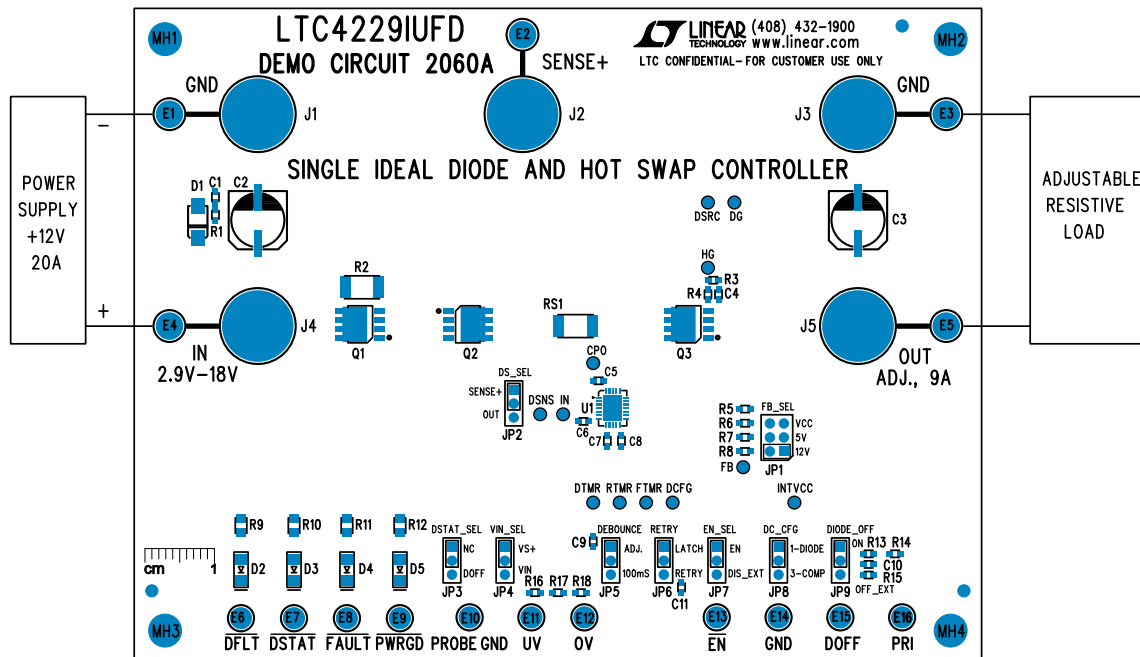 LTC4229IUFD
DEMO CIRCUIT 2060A
LINEAR
TECHNOLOGY
(408) 432-1900
www.linear.com
LTC CONFIDENTIAL-FOR CUSTOMER USE ONLY
MH1
E2
SENSE+
MH2
GND
E1
J1
J2
J3
GND
E3
SINGLE IDEAL DIODE AND HOT SWAP CONTROLLER
POWER
SUPPLY
+12V
20A
-
+
ADJUSTABLE
RESISTIVE
LOAD
D1
C1
R1
C2
DSRC
DG
C3
HG
R3
R4
C4
R2
RS1
E4
J4
IN
2.9V-18V
Q1
Q2
Q3
J5
E5
OUT
ADJ., 9A
CPO
C5
DS_SEL
SENSE+
OUT
JP2
DSNS
IN
U1
C6
C7
C8
R5
R6
R7
R8
FB
FB_SEL
VCC
5V
12V
JP1
DTMR
RTMR
FTMR
DCFG
INTVCC
R9
R10
R11
R12
D2
D3
D4
D5
DSTAT_SEL
NC
DOFF
JP3
VIN_SEL
VS+
VIN
JP4
C9
DEBOUNCE
ADJ.
100mS
JP5
RETRY
LATCH
RETRY
JP6
C11
EN_SEL
EN
DIS_EXT
JP7
DC_CFG
1-DIODE
3-COMP
JP8
DIODE_OFF
ON
OFF_EXT
JP9
R13
R14
C10
R15
R16
R17
R18
cm
1
MH3
E6
E7
E8
E9
E10
E11
E12
E13
E14
E15
E16
MH4
DFLT
DSTAT
FAULT
PWRGD
PROBE GND
UV
OV
EN
GND
DOFF
PRI